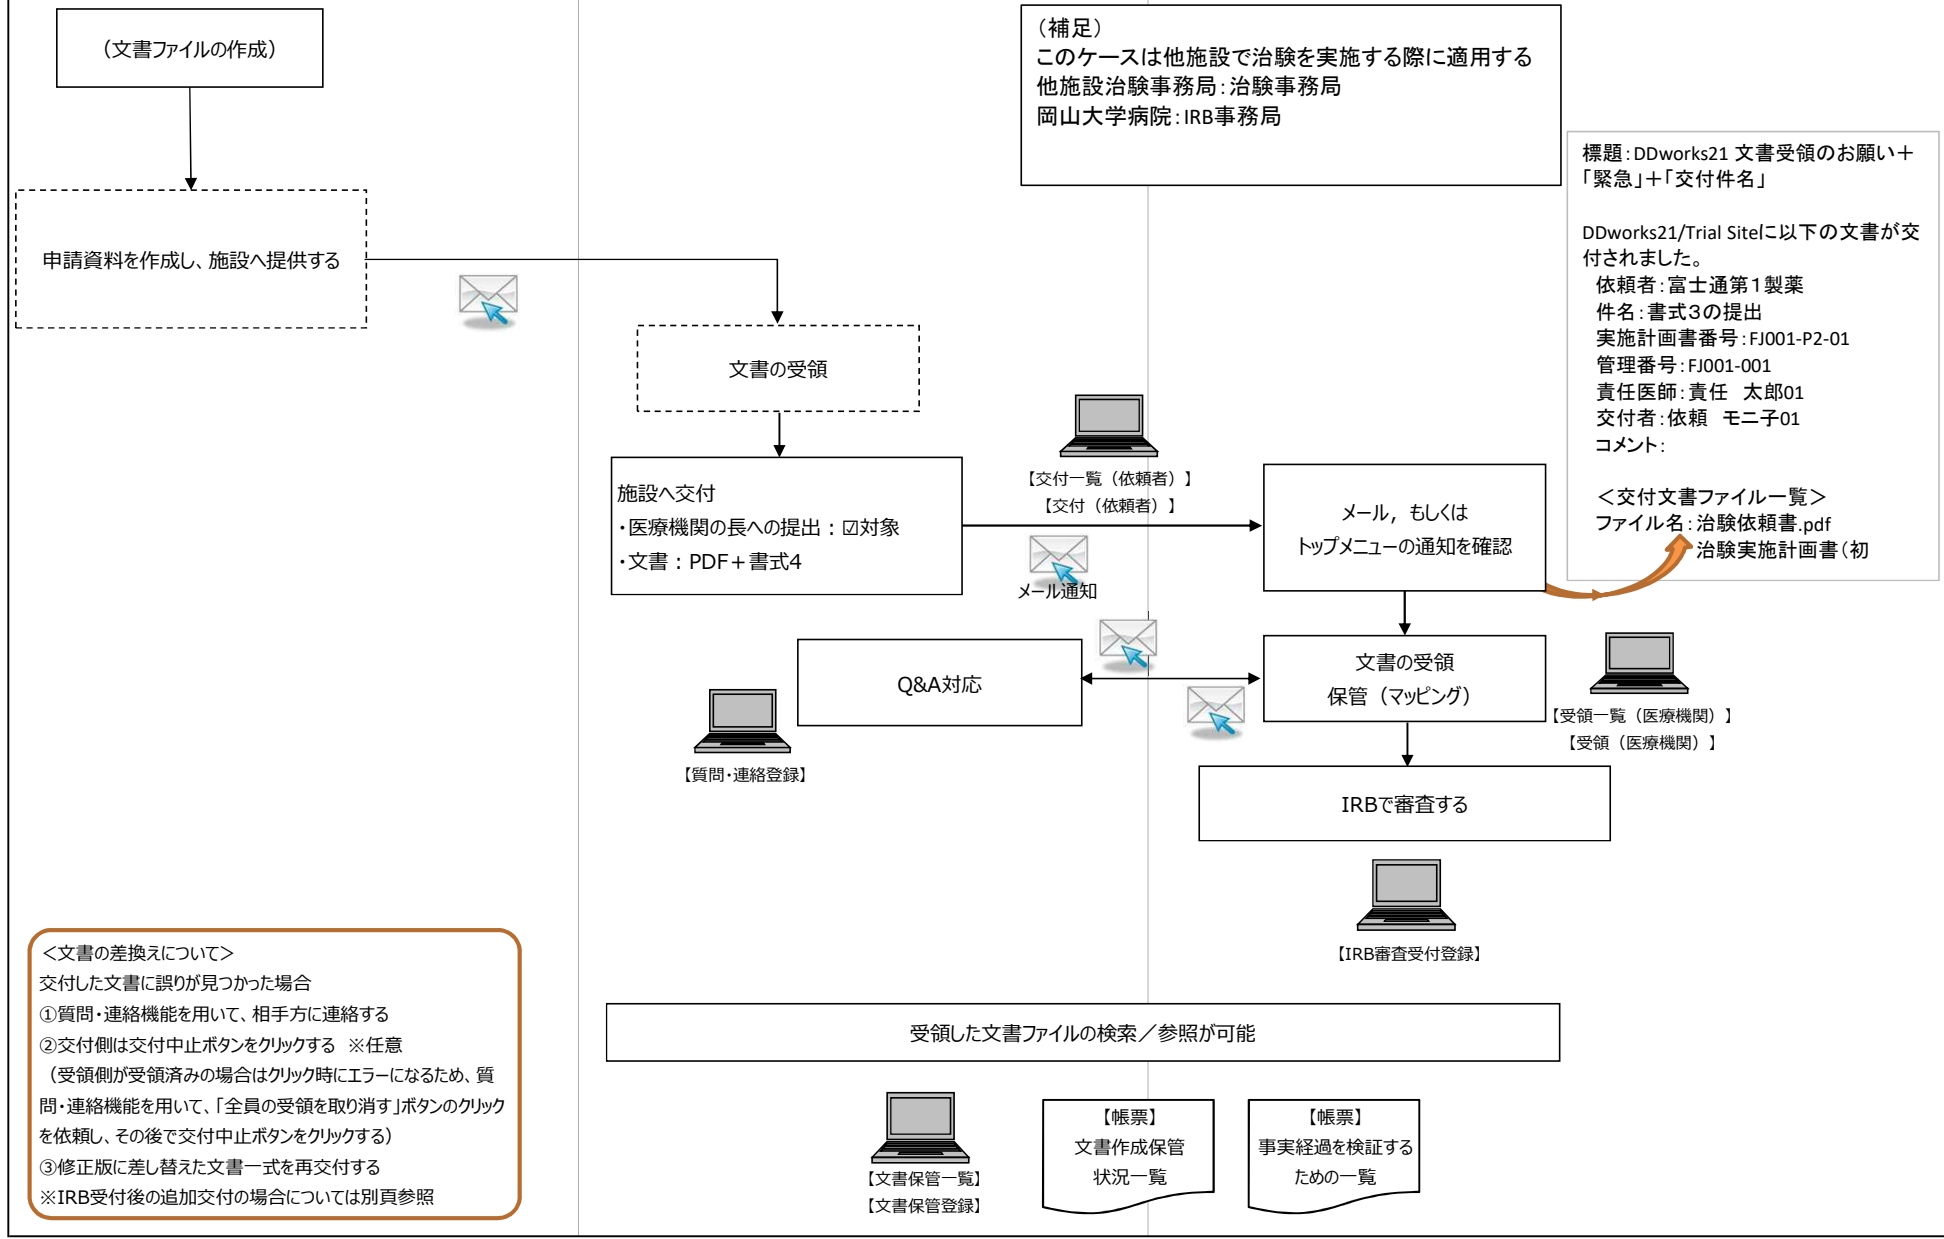 （文書ファイルの作成）
（補足）
このケースは他施設で治験を実施する際に適用する
他施設治験事務局：治験事務局
岡山大学病院：IRB事務局
標題：DDworks21 文書受領のお願い＋
「緊急」＋「交付件名」
DDworks21/Trial Siteに以下の文書が交
付されました。
依頼者：富士通第１製薬
件名：書式３の提出
実施計画書番号：FJ001-P2-01
管理番号：FJ001-001
責任医師：責任　太郎01
交付者：依頼　モニ子01
コメント：
＜交付文書ファイル一覧＞
ファイル名：治験依頼書.pdf
治験実施計画書（初
申請資料を作成し、施設へ提供する
文書の受領
施設へ交付
・医療機関の長への提出：☑対象
・文書：PDF＋書式4
【交付一覧（依頼者）】
【交付（依頼者）】
メール通知
メール，もしくは
トップメニューの通知を確認
Q&A対応
【質問・連絡登録】
文書の受領
保管（マッピング）
【受領一覧（医療機関）】
【受領（医療機関）】
IRBで審査する
【IRB審査受付登録】
＜文書の差換えについて＞
交付した文書に誤りが見つかった場合
①質問・連絡機能を用いて、相手方に連絡する
②交付側は交付中止ボタンをクリックする　※任意
（受領側が受領済みの場合はクリック時にエラーになるため、質
問・連絡機能を用いて、「全員の受領を取り消す」ボタンのクリック
を依頼し、その後で交付中止ボタンをクリックする）
③修正版に差し替えた文書一式を再交付する
※IRB受付後の追加交付の場合については別頁参照
受領した文書ファイルの検索／参照が可能
【文書保管一覧】
【文書保管登録】
【帳票】
文書作成保管
状況一覧
【帳票】
事実経過を検証する
ための一覧